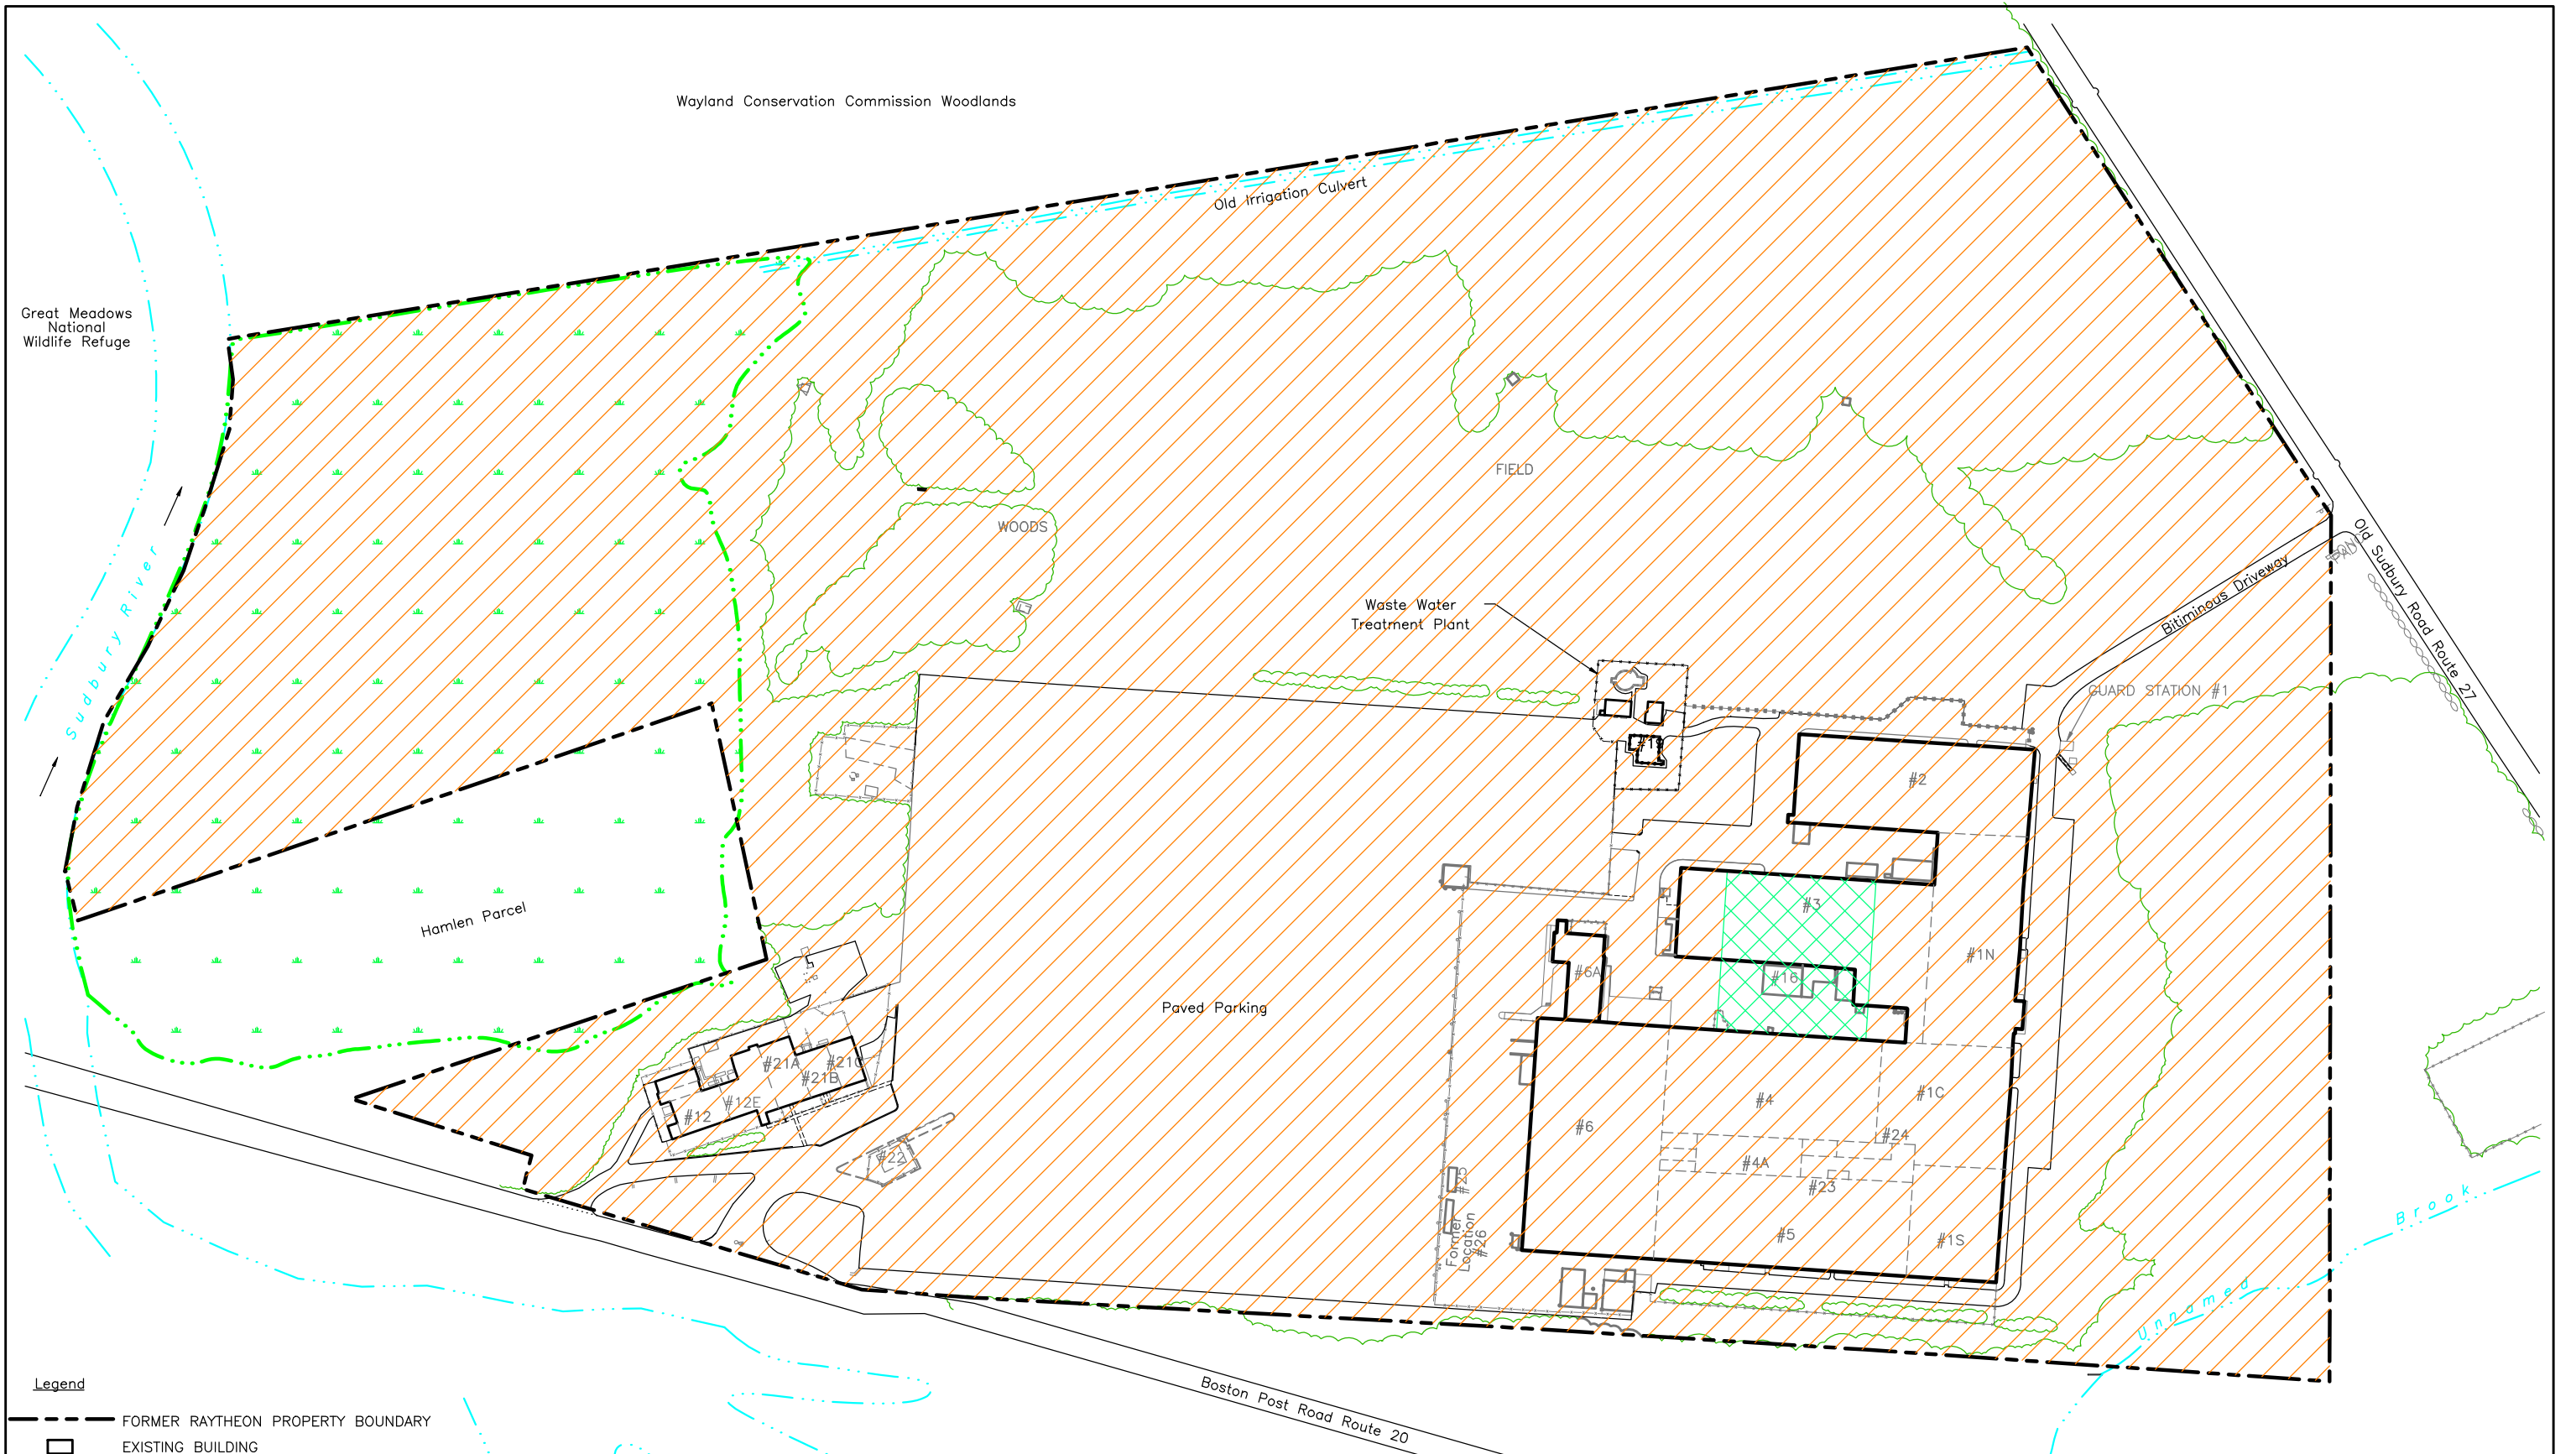 Wayland Conservation Commission Woodlands
Old Irrigation Culvert
Great Meadows
National
Wildlife Refuge
Sudbury River
FIELD
WOODS
Old Sudbury Road Route 27
Bitiminous Driveway
Waste Water
Treatment Plant
GUARD STATION #1
#2
#3
#1N
#16
#6A
Hamlen Parcel
Paved Parking
#21A
#21C
#21B
#12E
#12
#22
#4
#1C
#6
#24
#4A
#23
#25
Former
Location
#26
#5
#1S
Unnomed Brook
Boston Post Road Route 20
Legend
FORMER RAYTHEON PROPERTY BOUNDARY
EXISTING BUILDING